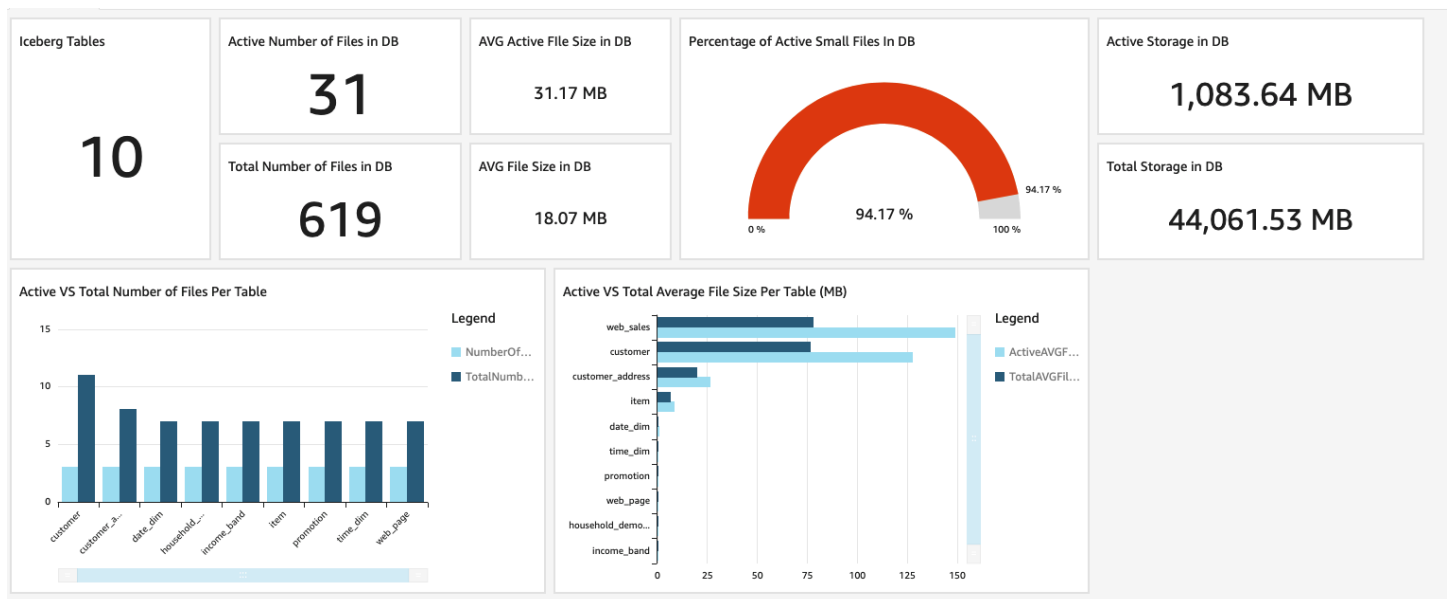 Iceberg Tables
10
Active Number of Files in DB
31
Total Number of Files in DB
619
AVG Active FIle Size in DB
31.17 MB
AVG File Size in DB
18.07 MB
Percentage of Active Small Files In DB
94.17 %
94.17 %
0 %
100 %
Active Storage in DB
1,083.64 MB
Total Storage in DB
44,061.53 MB
Active VS Total Number of Files Per Table
15
10
5
0
customer
customer_a...
date_dim
household_...
income_band
item
promotion
time_dim
web_page
Legend
NumberOf...
TotalNumb...
Active VS Total Average File Size Per Table (MB)
web_sales
customer
customer_address
item
date_dim
time_dim
promotion
web_page
household_demo...
income_band
0 25 50 75 100 125 150
Legend
ActiveAVGF...
TotalAVGFil...